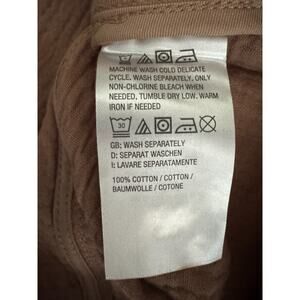 MACHINE WASH COLD DELICATE
CYCLE, WASH SEPARATELY, ONLY
NON-CHLORINE BLEACH WHEN
NEEDED, TUMBLE DRY LOW, WARM
IRON IF NEEDED
30
GB: WASH SEPARATELY
D: SEPARAT WASCHEN
I: LAVARE SEPARATAMENTE
100% COTTON / COTTON /
BAUMWOLLE / COTONE